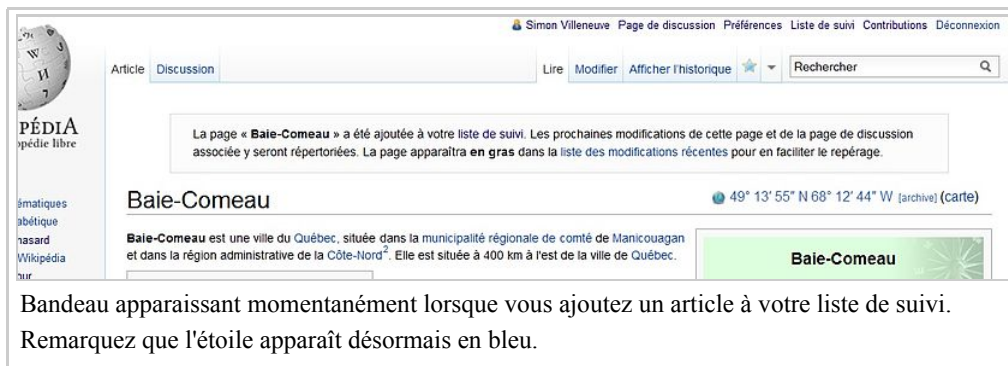 Simon Villeneuve Page de discussion Préférences Liste de suivi Contributions Déconnexion
Article Discussion Lire Modifier Afficher l'historique Rechercher
PÉDIA
opédie libre
La page « Baie-Comeau » a été ajoutée à votre liste de suivi. Les prochaines modifications de cette page et de la page de discussion
associée y seront répertoriées. La page apparaîtra en gras dans la liste des modifications récentes pour en faciliter le repérage.
Baie-Comeau
49° 13′ 55″ N 68° 12′ 44″ W [archive] (carte)
ématiques
abétique
hasard
Wikipédia
Baie-Comeau est une ville du Québec, située dans la municipalité régionale de comté de Manicouagan
et dans la région administrative de la Côte-Nord2. Elle est située à 400 km à l'est de la ville de Québec.
Baie-Comeau
Bandeau apparaissant momentanément lorsque vous ajoutez un article à votre liste de suivi.
Remarquez que l'étoile apparaît désormais en bleu.